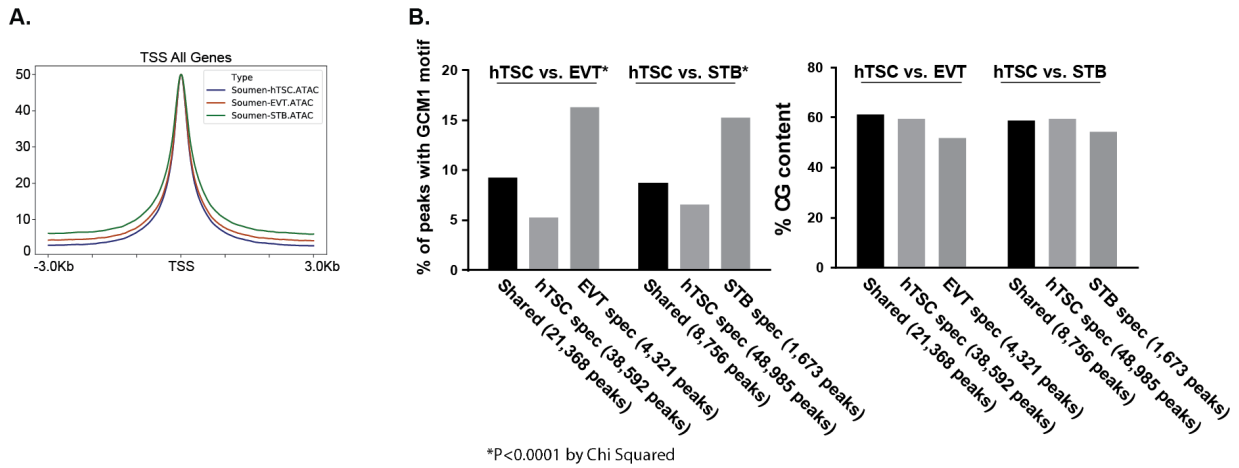 A.
TSS All Genes
50
40
30
20
10
0
Type
Soumen-hTSC.ATAC
Soumen-EVT.ATAC
Soumen-STB.ATAC
-3.0Kb
TSS
3.0Kb
B.
% of peaks with GCM1 motif
20
15
10
5
0
hTSC vs. EVT*
hTSC vs. STB*
Shared (21,368 peaks)
hTSC spec (38,592 peaks)
EVT spec (4,321 peaks)
Shared (8,756 peaks)
hTSC spec (48,985 peaks)
STB spec (1,673 peaks)
% CG content
80
60
40
20
0
hTSC vs. EVT
hTSC vs. STB
Shared (21,368 peaks)
hTSC spec (38,592 peaks)
EVT spec (4,321 peaks)
Shared (8,756 peaks)
hTSC spec (48,985 peaks)
STB spec (1,673 peaks)
*P<0.0001 by Chi Squared